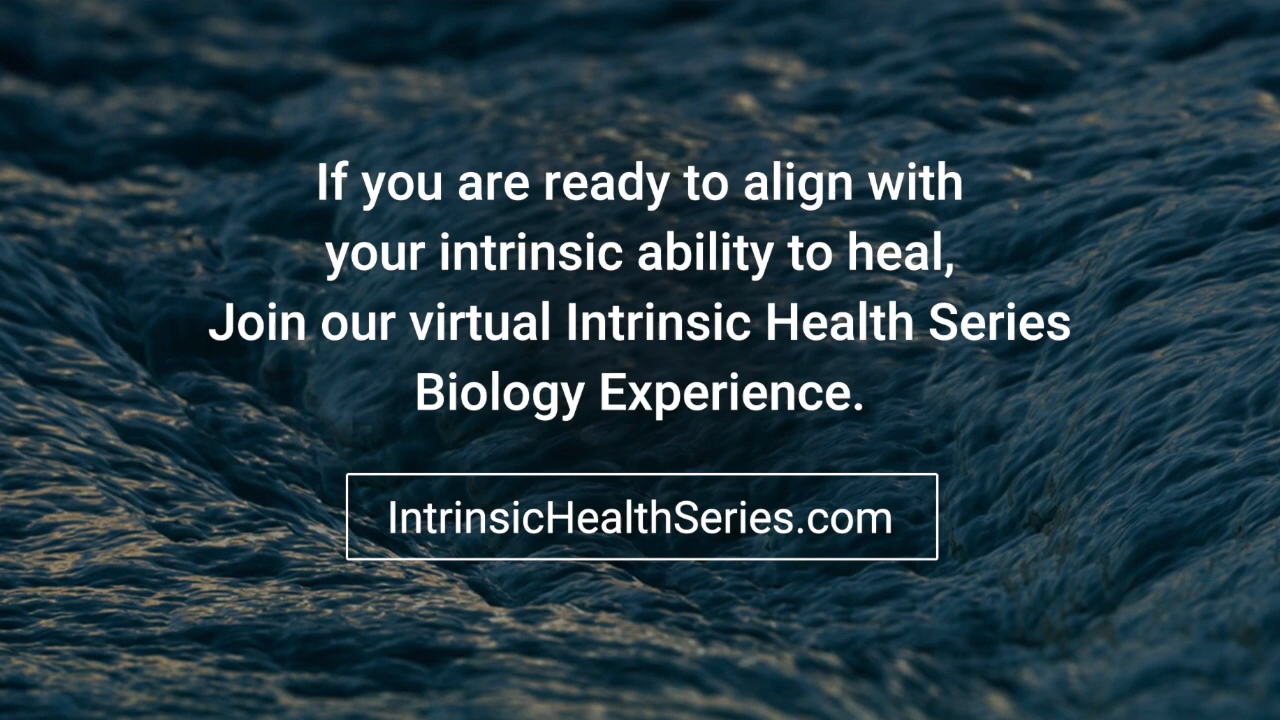 If you are ready to align with
your intrinsic ability to heal,
Join our virtual Intrinsic Health Series
Biology Experience.
IntrinsicHealthSeries.com